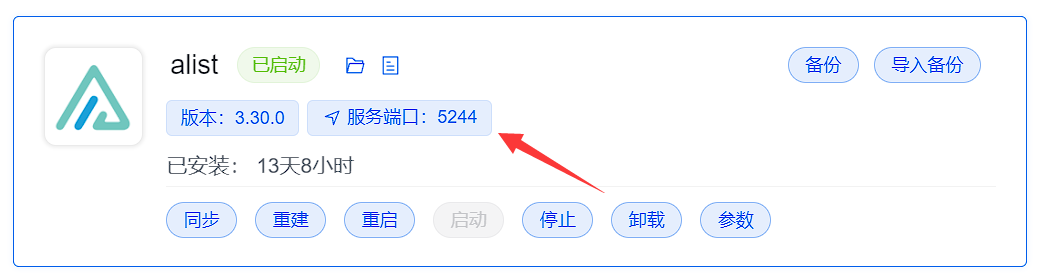 alist 已启动 备份 导入备份
版本：3.30.0 服务端口：5244
已安装： 13天8小时
同步 重建 重启 启动 停止 卸载 参数